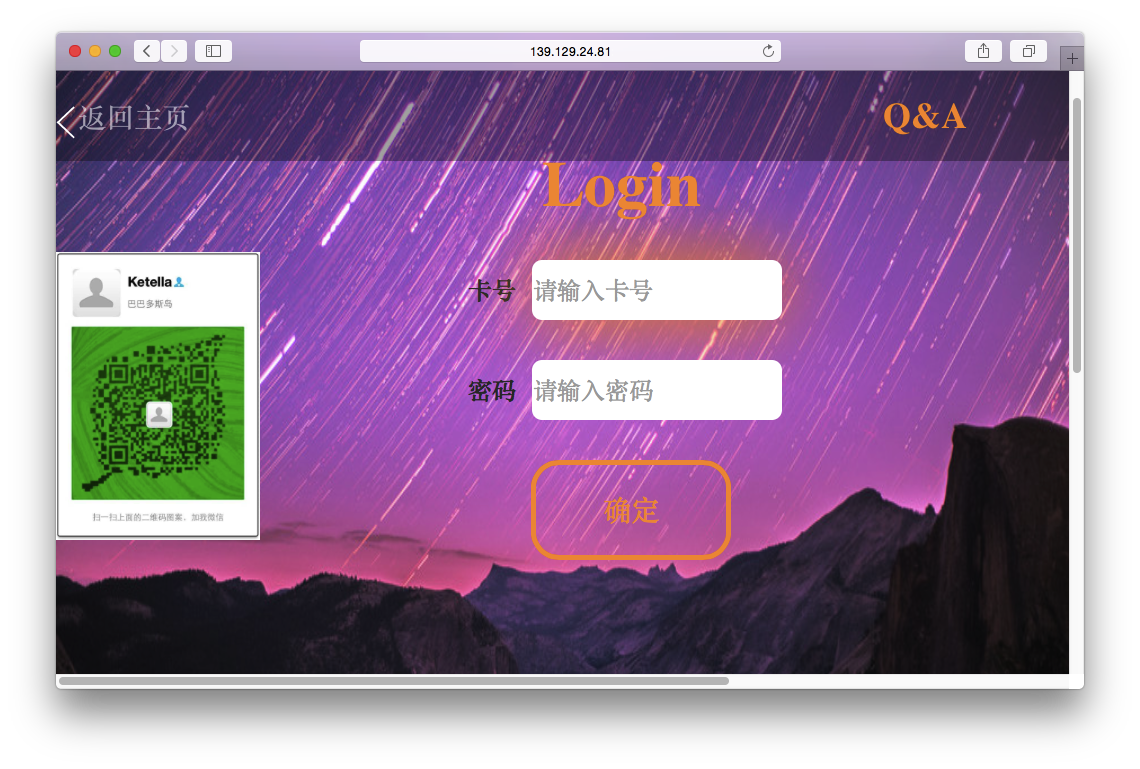 139.129.24.81
返回主页
Q&A
Login
Ketella
巴巴多斯岛
扫一扫上面的二维码图案，加我微信
卡号
请输入卡号
密码
请输入密码
确定